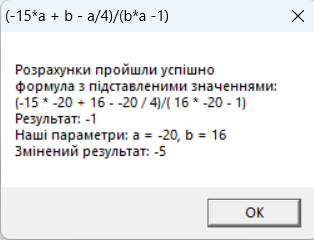 (-15*a + b - a/4)/(b*a -1)
Розрахунки пройшли успішно
формула з підставленими значеннями:
(-15 * -20 + 16 - -20 / 4)/( 16 * -20 - 1)
Результат: -1
Наші параметри: a = -20, b = 16
Змінений результат: -5
OK